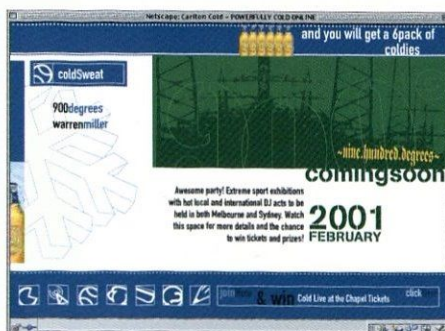 Netscape: Carlton Cold – POWERFULLY COLD ONLINE
and you will get a 6pack of
coldies
coldSweat
900degrees
warrenmiller
~nine.hundred.degrees~
comingsoon
Awesome party! Extreme sport exhibitions
with hot local and international DJ acts to be
held in both Melbourne and Sydney. Watch
this space for more details and the chance
to win tickets and prizes!
2001
FEBRUARY
join
& win
Cold Live at the Chapel Tickets
click